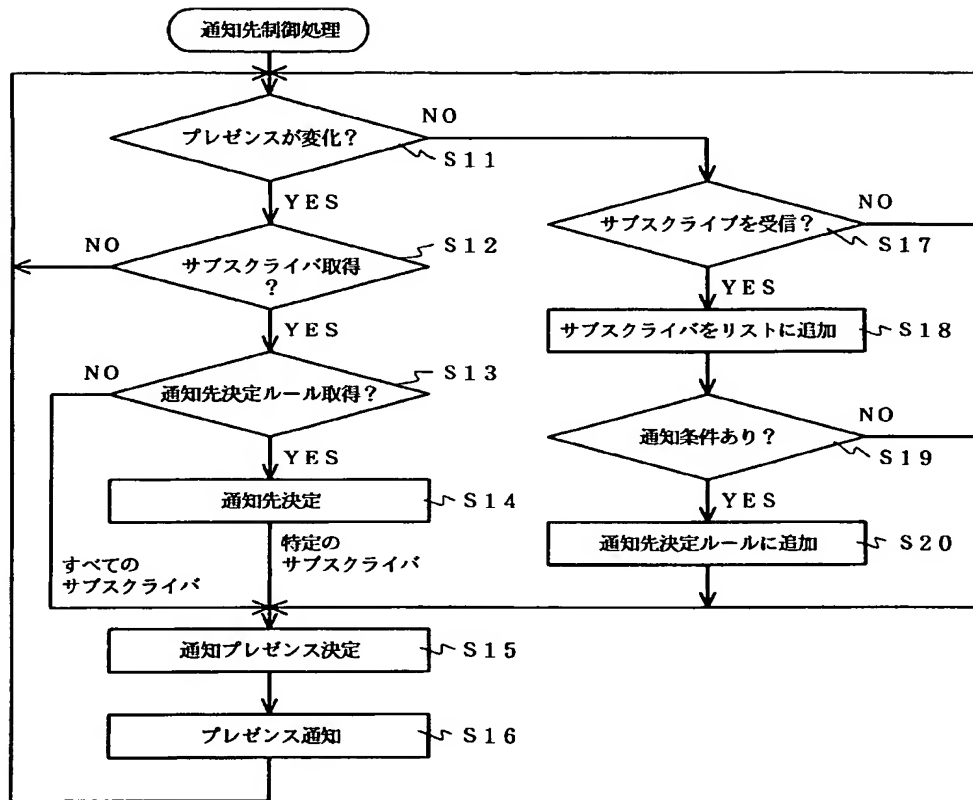 通知先制御処理
プレゼンスが変化？
NO
S11
YES
サブスクライバ取得
？
NO
S12
YES
通知先決定ルール取得？
NO
S13
YES
通知先決定
S14
すべての
サブスクライバ
特定の
サブスクライバ
通知プレゼンス決定
S15
プレゼンス通知
S16
サブスクライブを受信？
NO
S17
YES
サブスクライバをリストに追加
S18
通知条件あり？
NO
S19
YES
通知先決定ルールに追加
S20